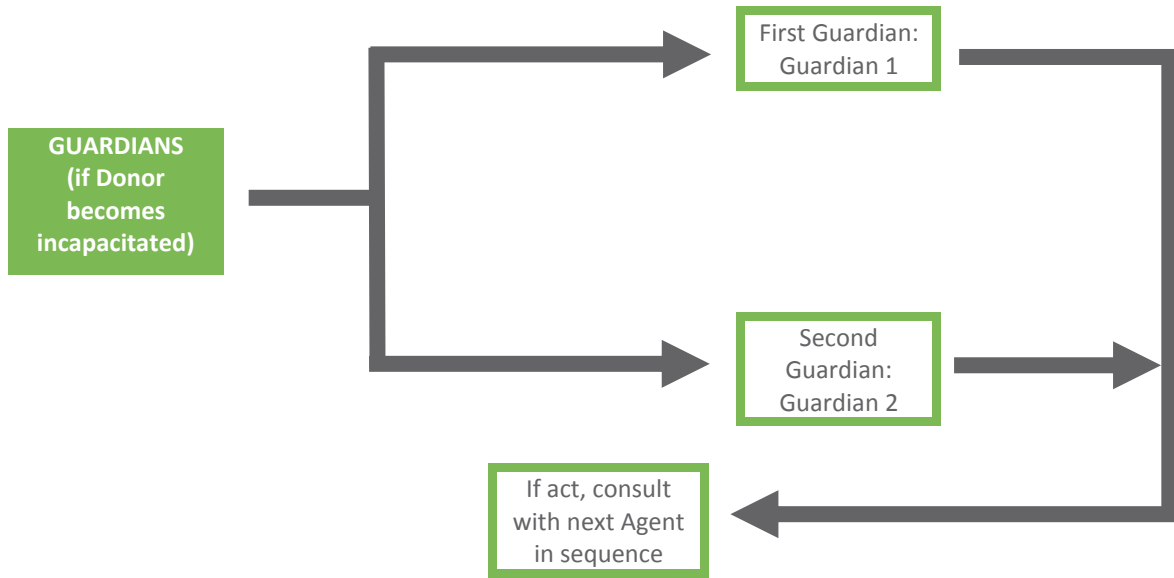 GUARDIANS
(if Donor
becomes
incapacitated)
First Guardian:
Guardian 1
Second
Guardian:
Guardian 2
If act, consult
with next Agent
in sequence